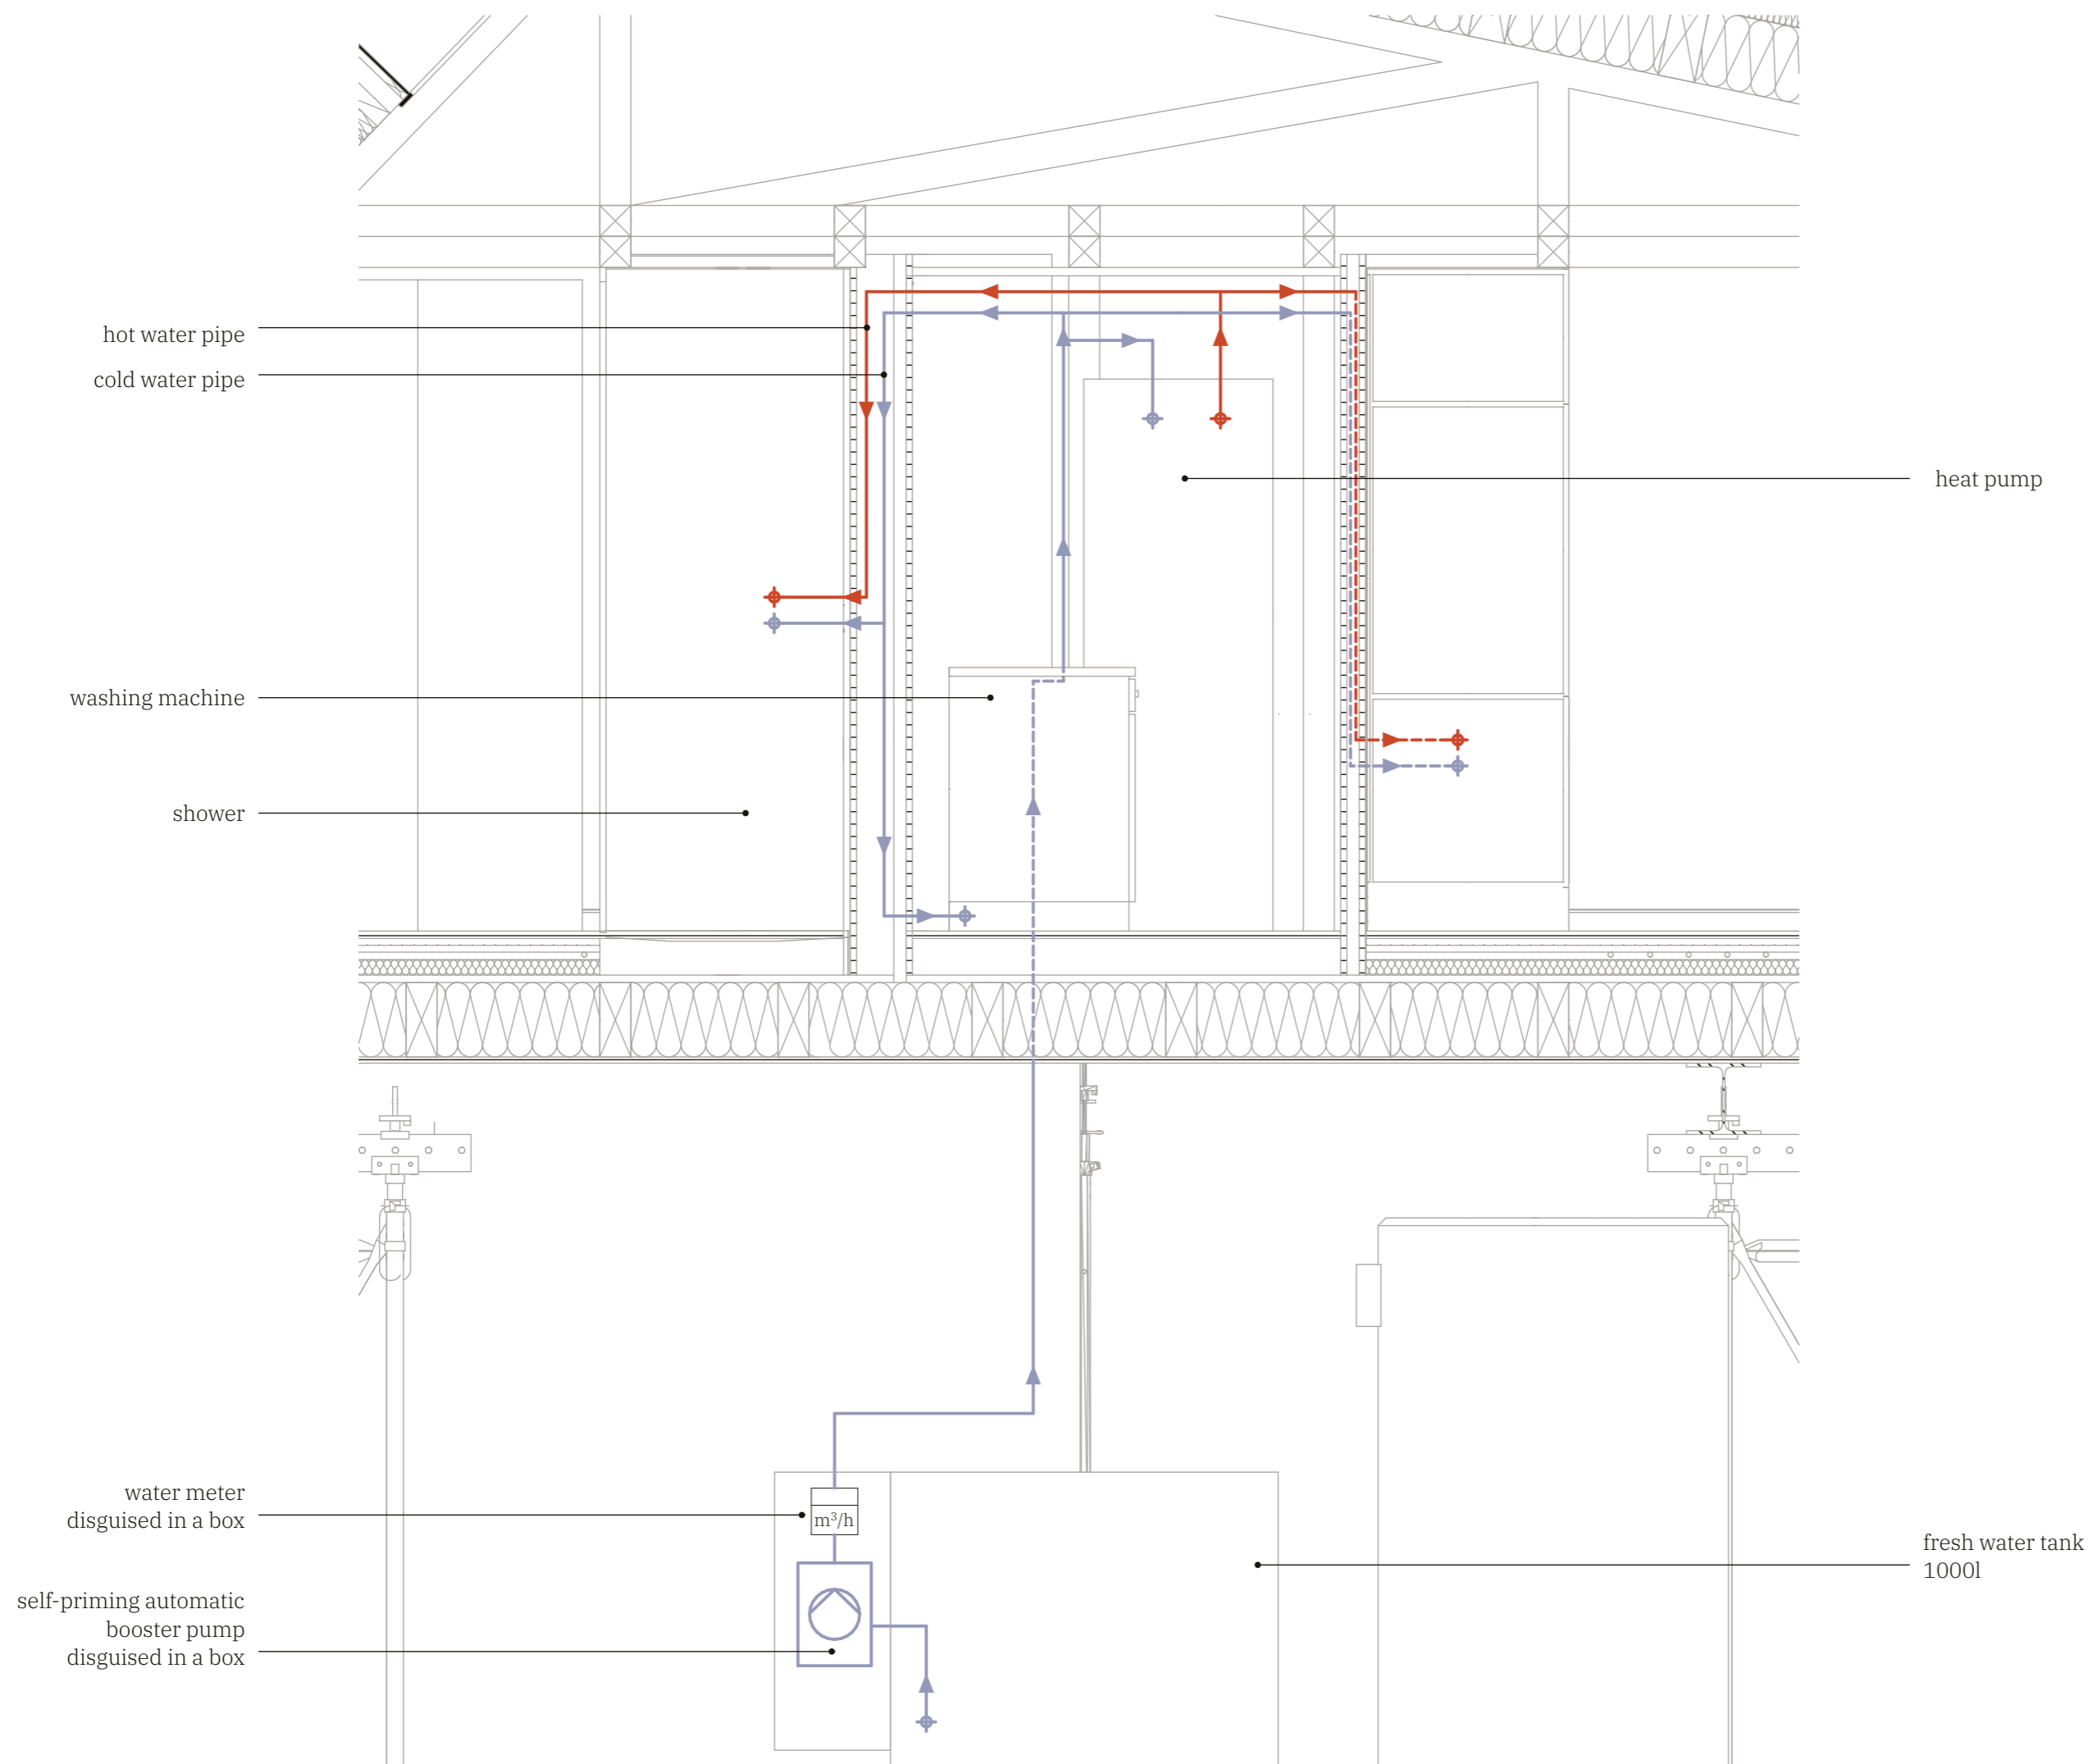 hot water pipe
cold water pipe
heat pump
washing machine
shower
water meter
disguised in a box
m³/h
fresh water tank
1000l
self-priming automatic
booster pump
disguised in a box